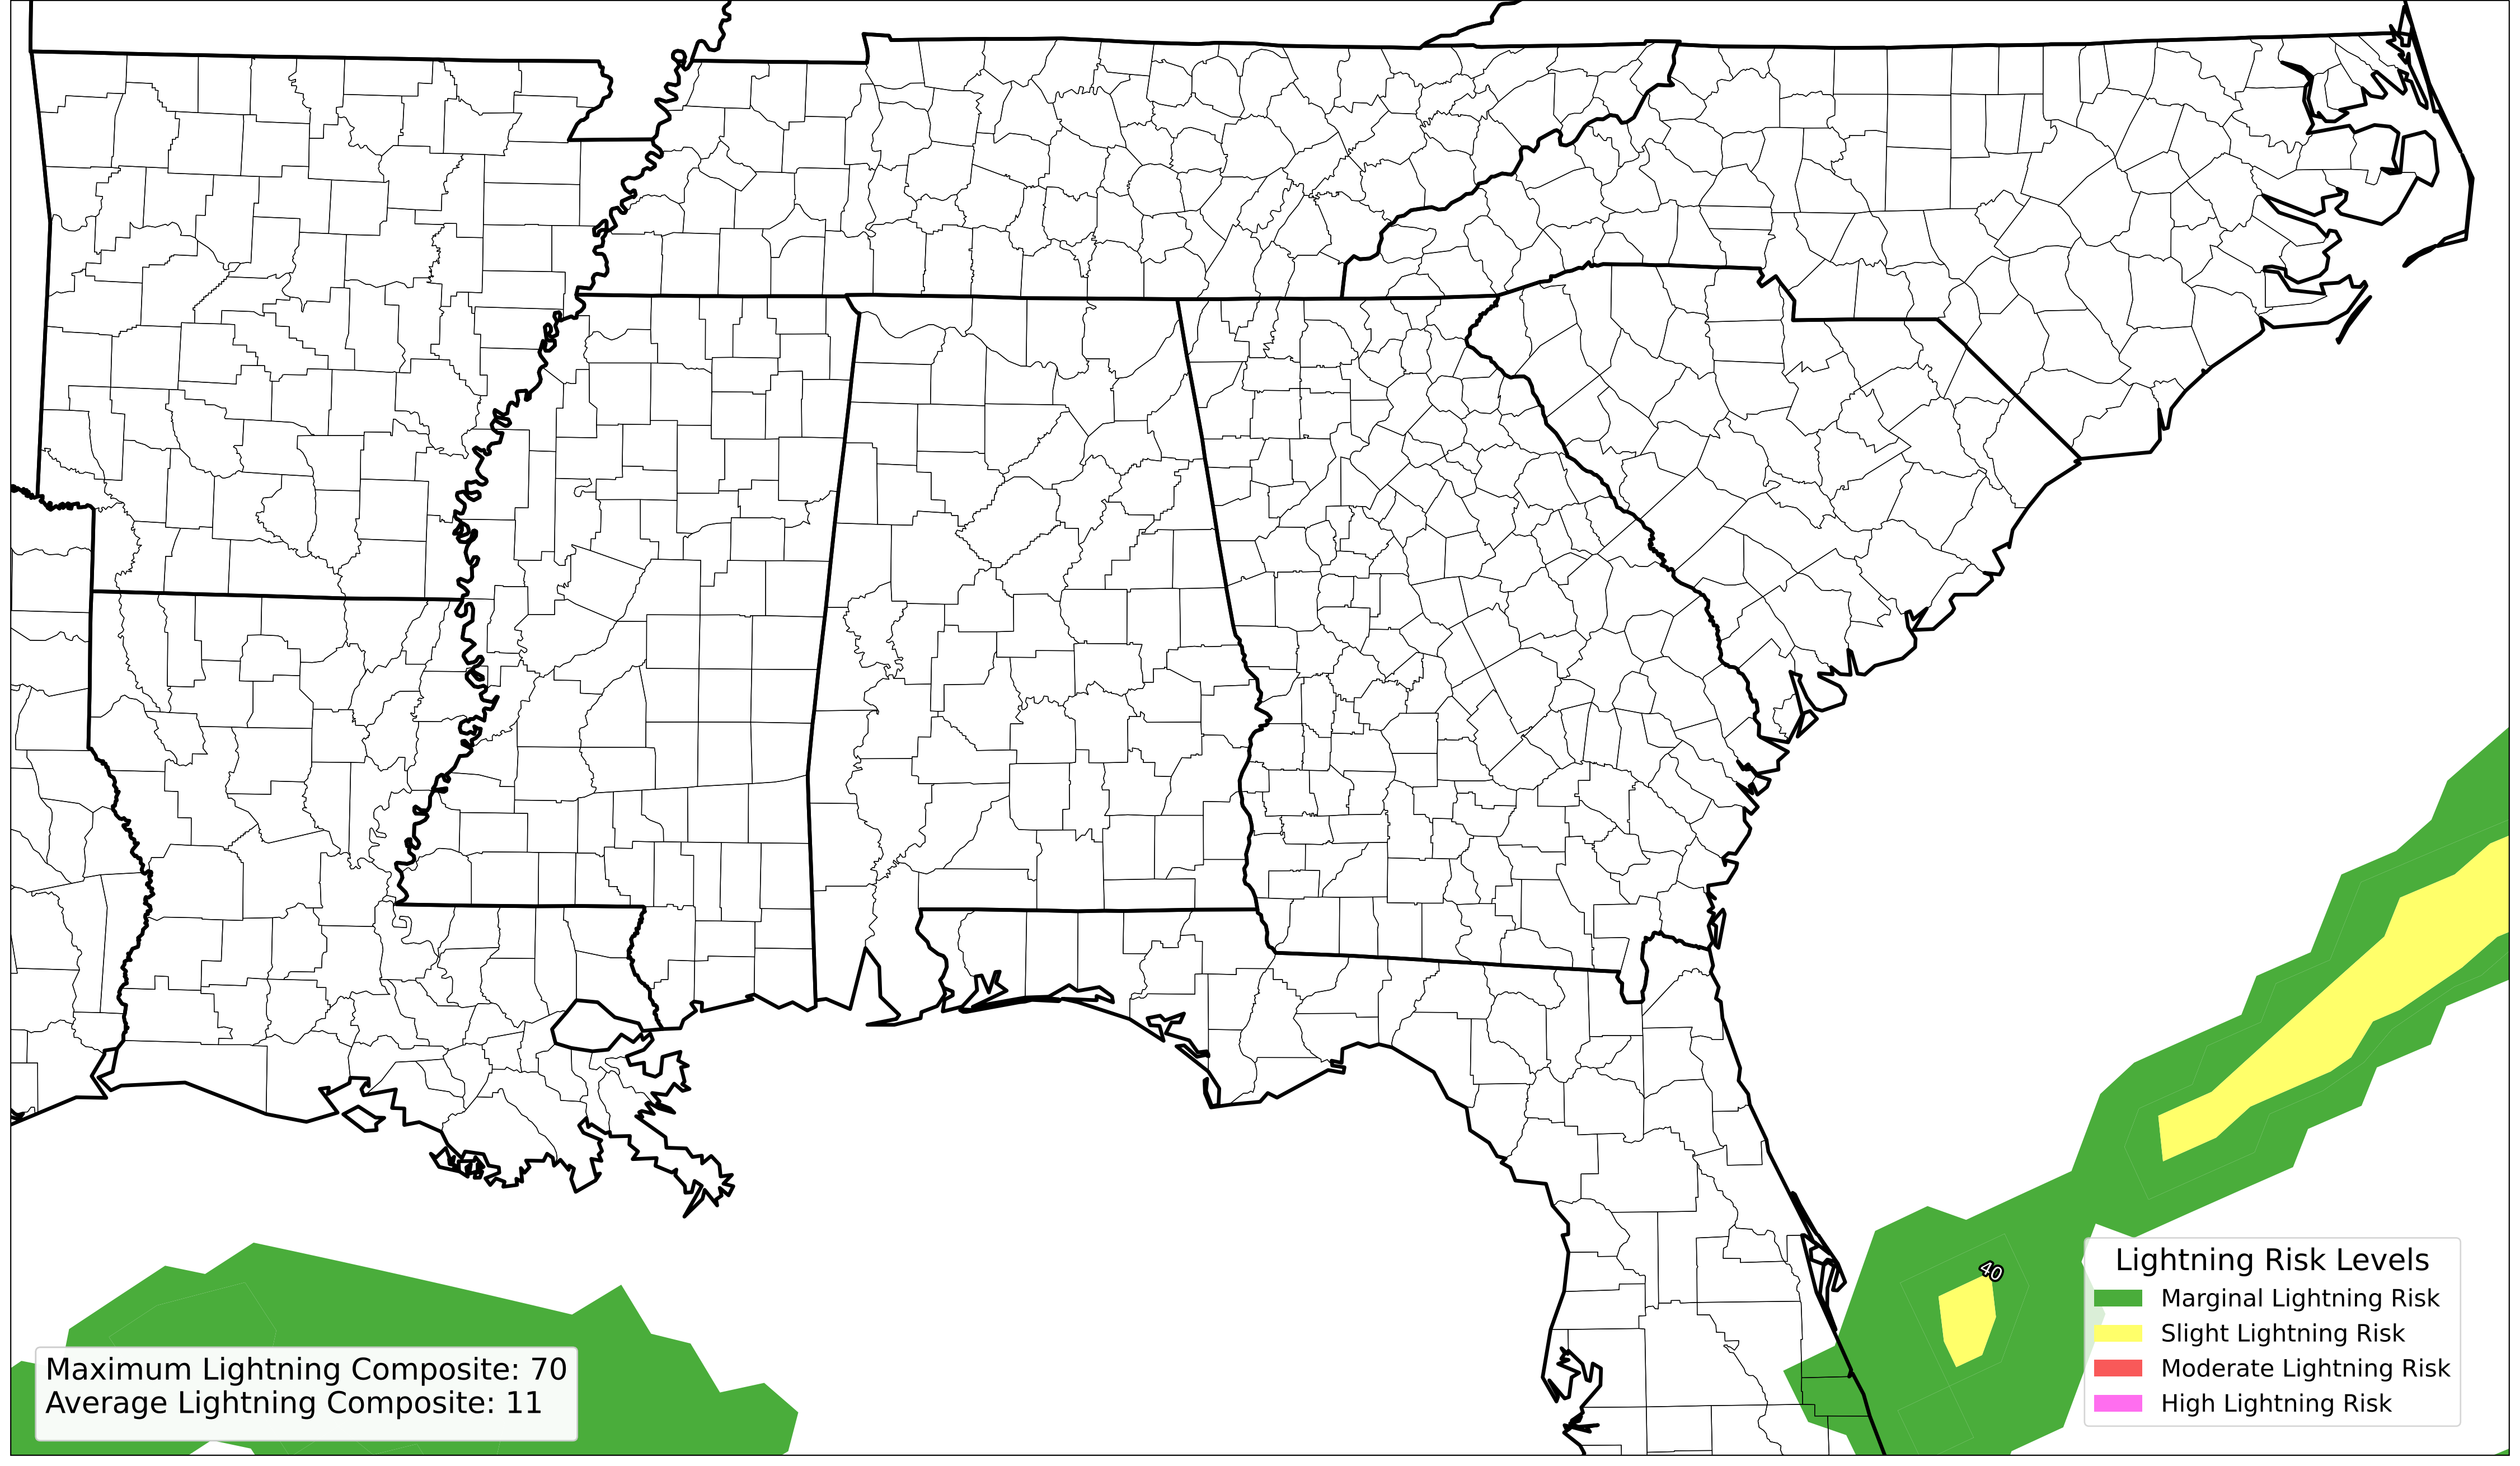 40
Lightning Risk Levels
Marginal Lightning Risk
Slight Lightning Risk
Moderate Lightning Risk
High Lightning Risk
Maximum Lightning Composite: 70
Average Lightning Composite: 11